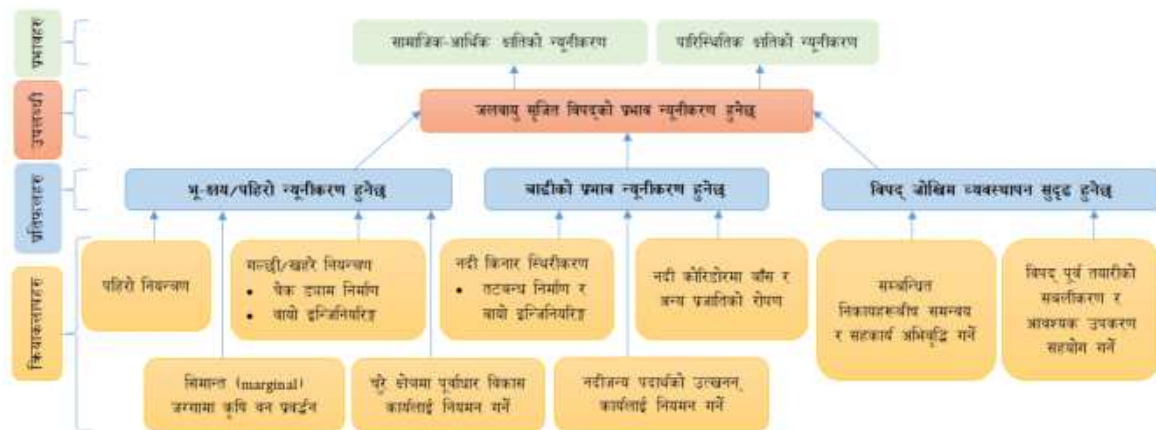 प्रभावहरु
सामाजिक-आर्थिक क्षतिको न्यूनीकरण
पारिस्थितिक क्षतिको न्यूनीकरण
उपलब्धी
जलवायु सृजित विपद्को प्रभाव न्यूनीकरण हुनेछ
प्रतिफलहरु
भू-क्षय/पहिरो न्यूनीकरण हुनेछ
बाढीको प्रभाव न्यूनीकरण हुनेछ
विपद् जोखिम व्यवस्थापन सुदृढ हुनेछ
क्रियाकलापहरु
पहिरो नियन्त्रण
गल्छी/खहरे नियन्त्रण
• चेक ड्याम निर्माण
• बायो इन्जिनियरिङ्ग
नदी किनार स्थिरीकरण
• तटबन्ध निर्माण र
बायो इन्जिनियरिङ्ग
नदी कोरिडोरमा बाँस र
अन्य प्रजातिको रोपण
सम्बन्धित
निकायहरूबीच समन्वय
र सहकार्य अभिवृद्धि गर्ने
विपद् पूर्व तयारीको
सबलीकरण र
आवश्यक उपकरण
सहयोग गर्ने
सिमान्त (marginal)
जग्गामा कृषि वन प्रवर्द्धन
चुरे क्षेत्रमा पूर्वाधार विकास
कार्यलाई नियमन गर्ने
नदीजन्य पदार्थको उत्खनन्
कार्यलाई नियमन गर्ने